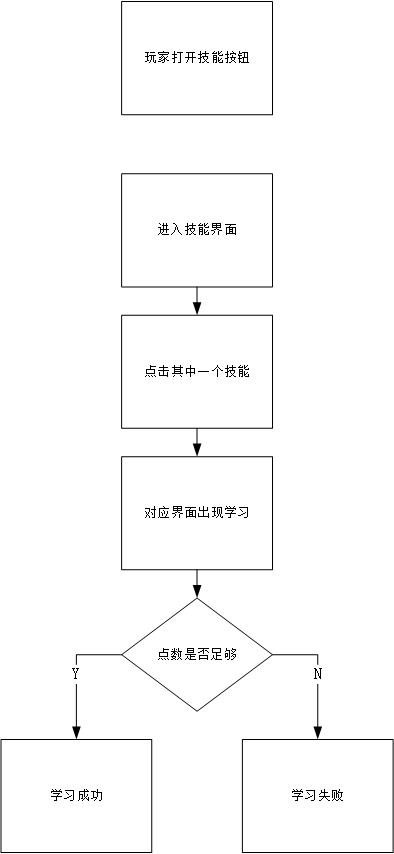 玩家打开技能按钮
进入技能界面
点击其中一个技能
对应界面出现学习
点数是否足够
Y
N
学习成功
学习失败